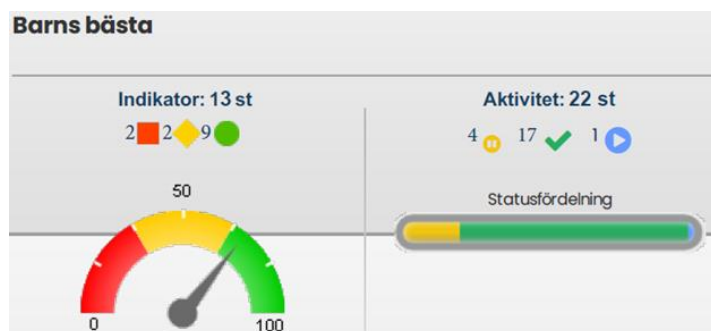 Barns bästa
Indikator: 13 st
2 2 9
50
0 100
Aktivitet: 22 st
4 17 1
Statusfördelning